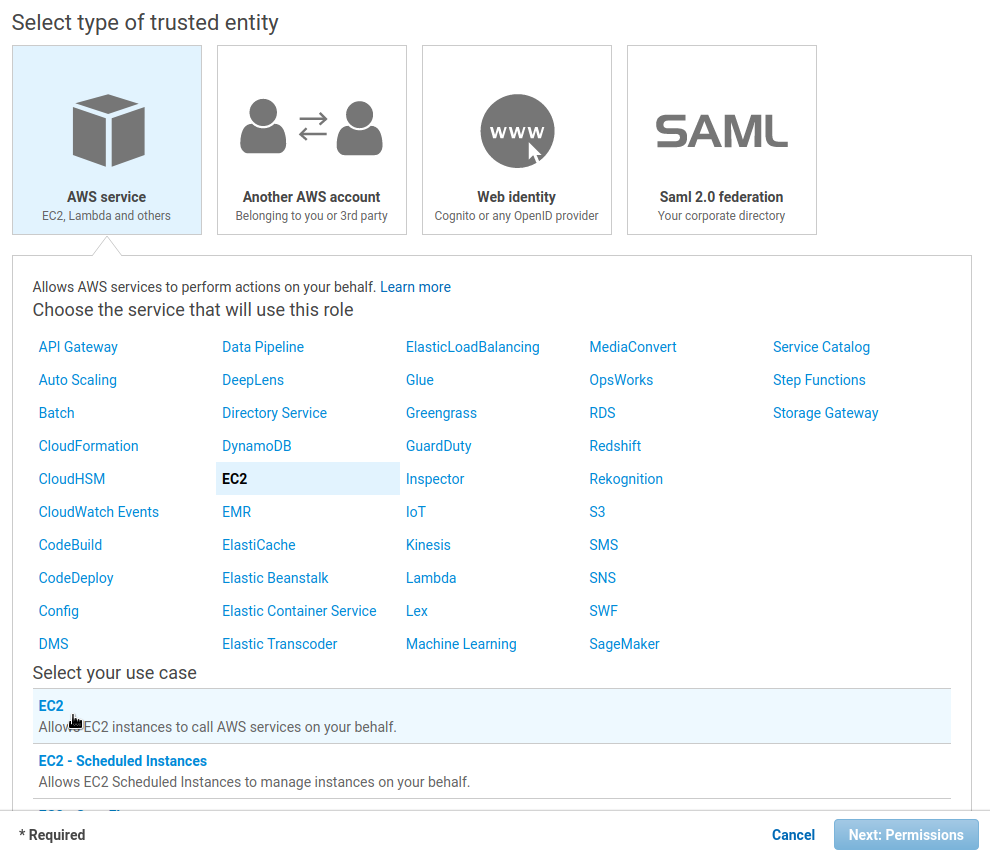 Select type of trusted entity
www
SAML
AWS service
EC2, Lambda and others
Another AWS account
Belonging to you or 3rd party
Web identity
Cognito or any OpenID provider
Saml 2.0 federation
Your corporate directory
Allows AWS services to perform actions on your behalf. Learn more
Choose the service that will use this role
API Gateway Data Pipeline ElasticLoadBalancing MediaConvert Service Catalog
Auto Scaling DeepLens Glue OpsWorks Step Functions
Batch Directory Service Greengrass RDS Storage Gateway
CloudFormation DynamoDB GuardDuty Redshift
CloudHSM EC2 Inspector Rekognition
CloudWatch Events EMR IoT S3
CodeBuild ElastiCache Kinesis SMS
CodeDeploy Elastic Beanstalk Lambda SNS
Config Elastic Container Service Lex SWF
DMS Elastic Transcoder Machine Learning SageMaker
Select your use case
EC2
Allows EC2 instances to call AWS services on your behalf.
EC2 - Scheduled Instances
Allows EC2 Scheduled Instances to manage instances on your behalf.
* Required
Cancel
Next: Permissions